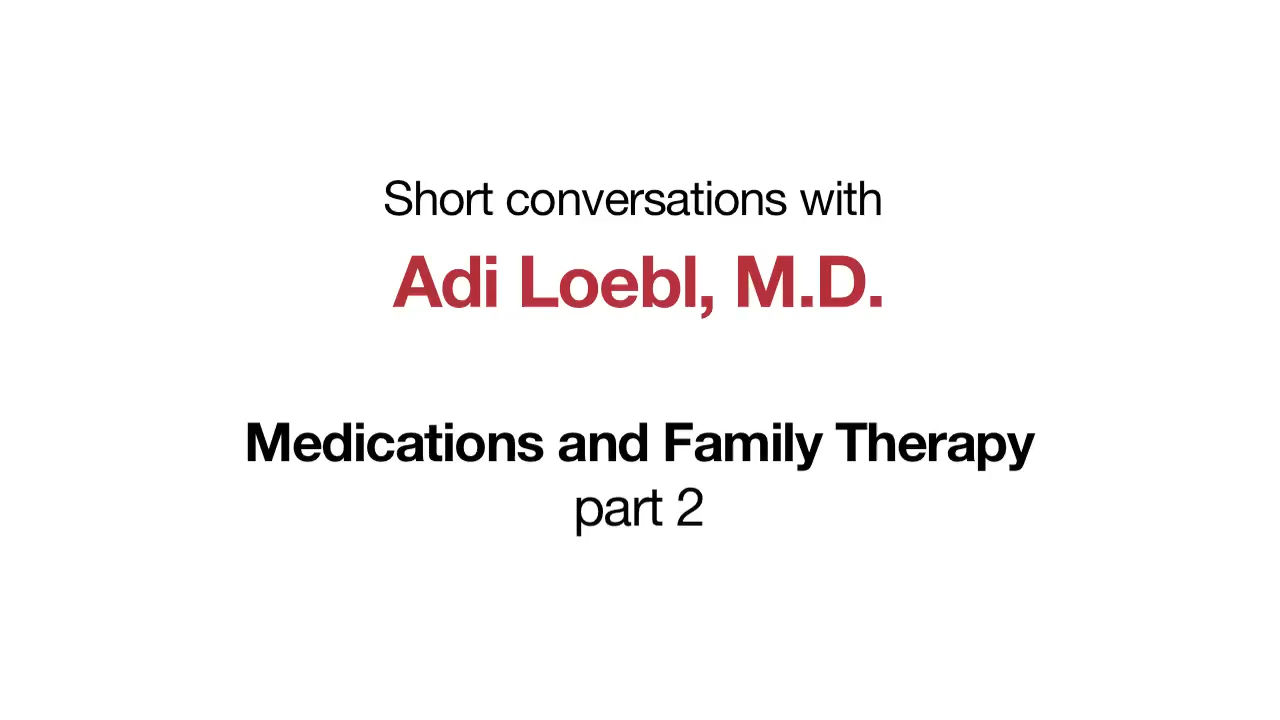 Short conversations with
Adi Loebl, M.D.
Medications and Family Therapy
part 2